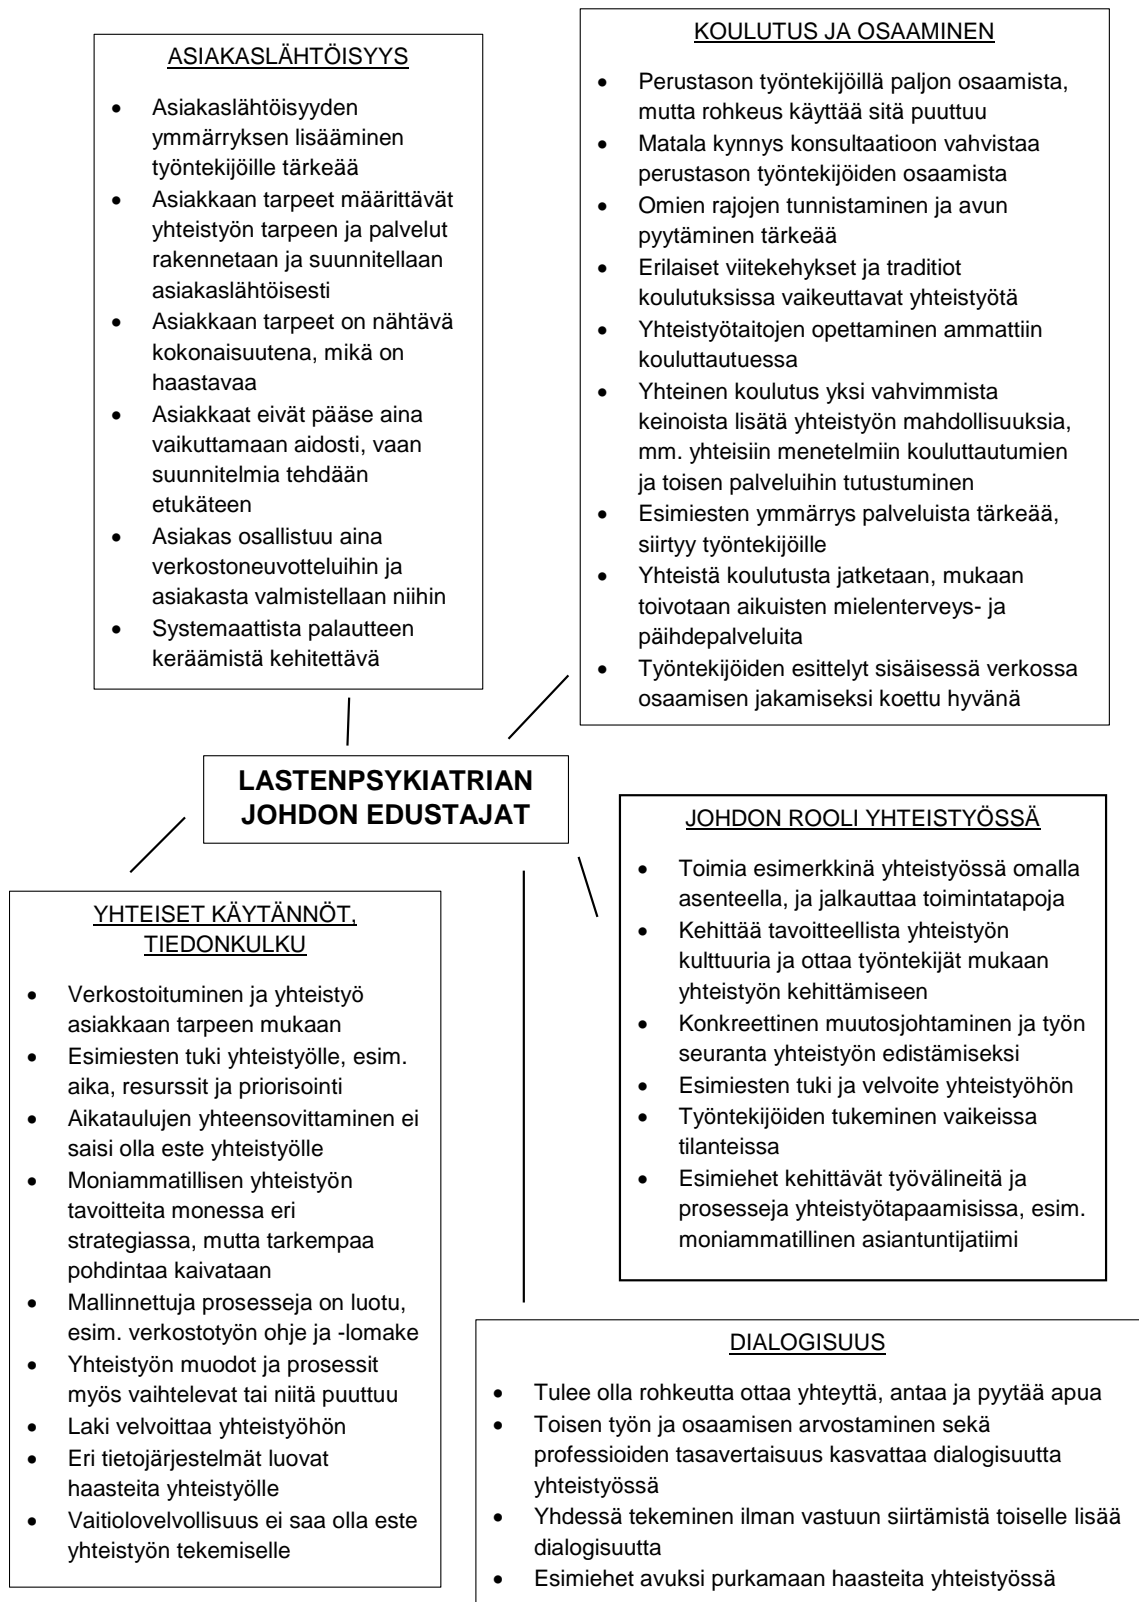 ASIAKASLÄHTÖISYYS
• Asiakaslähtöisyyden
ymmärryksen lisääminen
työntekijöille tärkeää
• Asiakkaan tarpeet määrittävät
yhteistyön tarpeen ja palvelut
rakennetaan ja suunnitellaan
asiakaslähtöisesti
• Asiakkaan tarpeet on nähtävä
kokonaisuutena, mikä on
haastavaa
• Asiakkaat eivät pääse aina
vaikuttamaan aidosti, vaan
suunnitelmia tehdään
etukäteen
• Asiakas osallistuu aina
verkostoneuvotteluihin ja
asiakasta valmistellaan niihin
• Systemaattista palautteen
keräämistä kehitettävä
KOULUTUS JA OSAAMINEN
• Perustason työntekijöillä paljon osaamista,
mutta rohkeus käyttää sitä puuttuu
• Matala kynnys konsultaatioon vahvistaa
perustason työntekijöiden osaamista
• Omien rajojen tunnistaminen ja avun
pyytäminen tärkeää
• Erilaiset viitekehykset ja traditiot
koulutuksissa vaikeuttavat yhteistyötä
• Yhteistyötaitojen opettaminen ammattiin
kouluttautuessa
• Yhteinen koulutus yksi vahvimmista
keinoista lisätä yhteistyön mahdollisuuksia,
mm. yhteisiin menetelmiin kouluttautumien
ja toisen palveluihin tutustuminen
• Esimiesten ymmärrys palveluista tärkeää,
siirtyy työntekijöille
• Yhteistä koulutusta jatketaan, mukaan
toivotaan aikuisten mielenterveys- ja
päihdepalveluita
• Työntekijöiden esittelyt sisäisessä verkossa
osaamisen jakamiseksi koettu hyvänä
LASTENPSYKIATRIAN
JOHDON EDUSTAJAT
JOHDON ROOLI YHTEISTYÖSSÄ
• Toimia esimerkkinä yhteistyössä omalla
asenteella, ja jalkauttaa toimintatapoja
• Kehittää tavoitteellista yhteistyön
kulttuuria ja ottaa työntekijät mukaan
yhteistyön kehittämiseen
• Konkreettinen muutosjohtaminen ja työn
seuranta yhteistyön edistämiseksi
• Esimiesten tuki ja velvoite yhteistyöhön
• Työntekijöiden tukeminen vaikeissa
tilanteissa
• Esimiehet kehittävät työvälineitä ja
prosesseja yhteistyötapaamisissa, esim.
moniammatillinen asiantuntijatiimi
YHTEISET KÄYTÄNNÖT,
TIEDONKULKU
• Verkostoituminen ja yhteistyö
asiakkaan tarpeen mukaan
• Esimiesten tuki yhteistyölle, esim.
aika, resurssit ja priorisointi
• Aikataulujen yhteensovittaminen ei
saisi olla este yhteistyölle
• Moniammatillisen yhteistyön
tavoitteita monessa eri
strategiassa, mutta tarkempaa
pohdintaa kaivataan
• Mallinnettuja prosesseja on luotu,
esim. verkostotyön ohje ja -lomake
• Yhteistyön muodot ja prosessit
myös vaihtelevat tai niitä puuttuu
• Laki velvoittaa yhteistyöhön
• Eri tietojärjestelmät luovat
haasteita yhteistyölle
• Vaitiolovelvollisuus ei saa olla este
yhteistyön tekemiselle
DIALOGISUUS
• Tulee olla rohkeutta ottaa yhteyttä, antaa ja pyytää apua
• Toisen työn ja osaamisen arvostaminen sekä
professioiden tasavertaisuus kasvattaa dialogisuutta
yhteistyössä
• Yhdessä tekeminen ilman vastuun siirtämistä toiselle lisää
dialogisuutta
• Esimiehet avuksi purkamaan haasteita yhteistyössä